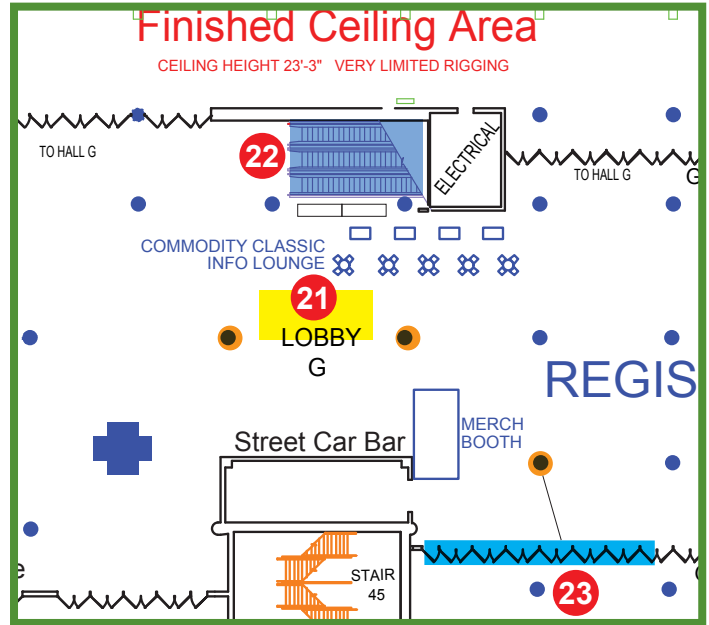 Finished Ceiling Area
CEILING HEIGHT 23'-3" VERY LIMITED RIGGING
TO HALL G
22
ELECTRICAL
TO HALL G
G
COMMODITY CLASSIC
INFO LOUNGE
21
LOBBY
G
REGIS
MERCH
BOOTH
Street Car Bar
STAIR
45
23